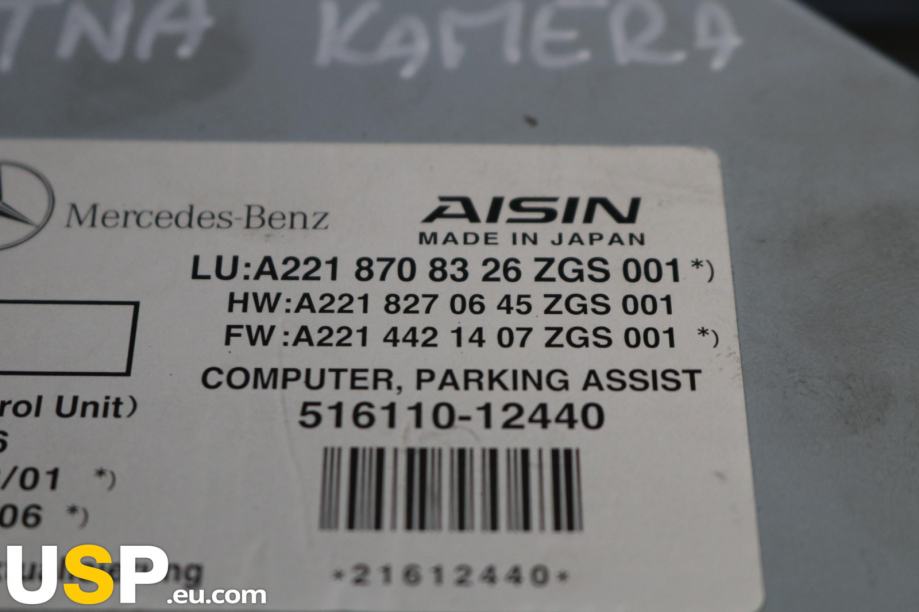 TNA KAMERA
Mercedes-Benz
AISIN
MADE IN JAPAN
LU:A221 870 83 26 ZGS 001 *)
HW:A221 827 06 45 ZGS 001
FW:A221 442 14 07 ZGS 001 *)
COMPUTER, PARKING ASSIST
516110-12440
rol Unit)
/01 *)
06 *)
*21612440*
USP.eu.com